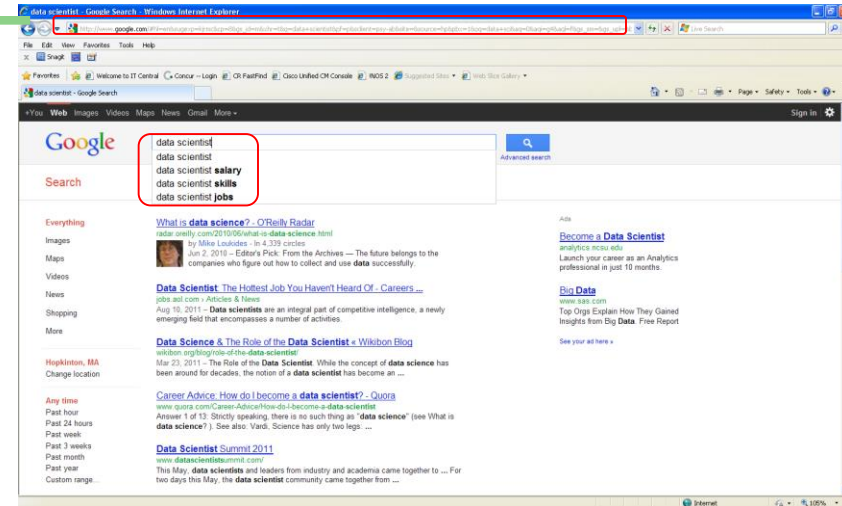 data scientist - Google Search - Windows Internet Explorer
Live Search
File Edit View Favorites Tools Help
x Snagit
Favorites Welcome to IT Central Concur – Login CR FastFind Cisco Unified CM Console INOS 2 Suggested Sites Web Slice Gallery
data scientist - Google Search Page Safety Tools
+You Web Images Videos Maps News Gmail More Sign in
Google
data scientist
Advanced search
data scientist
data scientist salary
data scientist skills
data scientist jobs
Search
Everything
Images
Maps
Videos
News
Shopping
More
Hopkinton, MA
Change location
Any time
Past hour
Past 24 hours
Past week
Past 3 weeks
Past month
Past year
Custom range...
What is data science? - O'Reilly Radar
radar.oreilly.com/2010/06/what-is-data-science.html
by Mike Loukides - In 4,339 circles
Jun 2, 2010 – Editor's Pick: From the Archives — The future belongs to the
companies who figure out how to collect and use data successfully.
Data Scientist: The Hottest Job You Haven't Heard Of - Careers ...
jobs.aol.com › Articles & News
Aug 10, 2011 – Data scientists are an integral part of competitive intelligence, a newly
emerging field that encompasses a number of activities.
Data Science & The Role of the Data Scientist « Wikibon Blog
wikibon.org/blog/role-of-the-data-scientist/
Mar 23, 2011 – The Role of the Data Scientist. While the concept of data science has
been around for decades, the notion of a data scientist has become an ...
Career Advice: How do I become a data scientist? - Quora
www.quora.com/Career-Advice/How-do-I-become-a-data-scientist
Answer 1 of 13: Strictly speaking, there is no such thing as "data science" (see What is
data science? ). See also: Vardi, Science has only two legs: ...
Data Scientist Summit 2011
www.datascientistsummit.com/
This May, data scientists and leaders from industry and academia came together to ... For
two days this May, the data scientist community came together from ...
Ads
Become a Data Scientist
analytics.ncsu.edu
Launch your career as an Analytics
professional in just 10 months.
Big Data
www.sas.com
Top Orgs Explain How They Gained
Insights from Big Data. Free Report
See your ad here »
Internet 105%